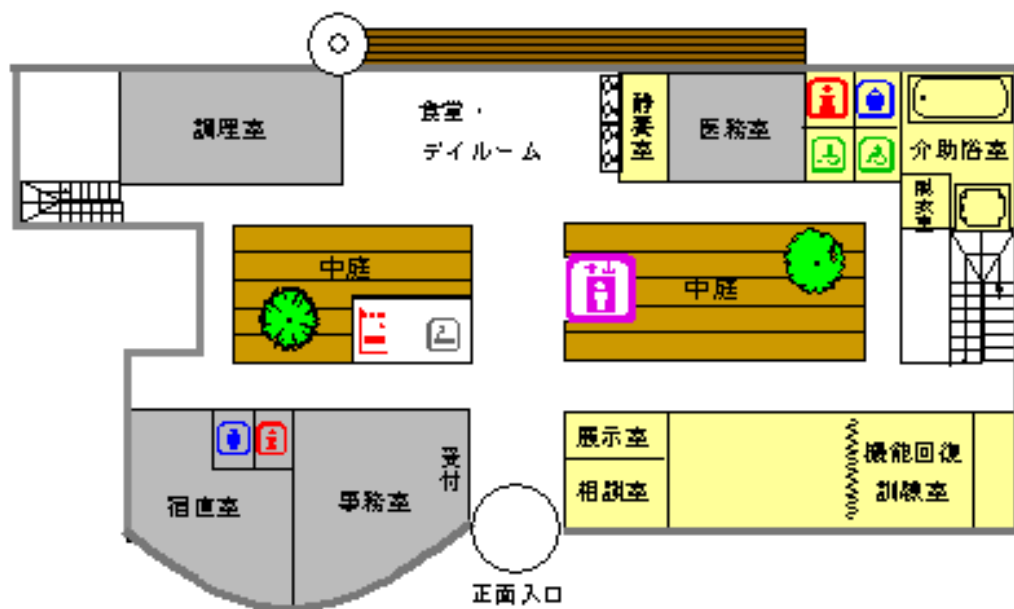 調理室
食堂・
デイルーム
静養室
医務室
介助浴室
脱衣室
中庭
中庭
展示室
相談室
機能回復
訓練室
受付
宿直室
事務室
正面入口